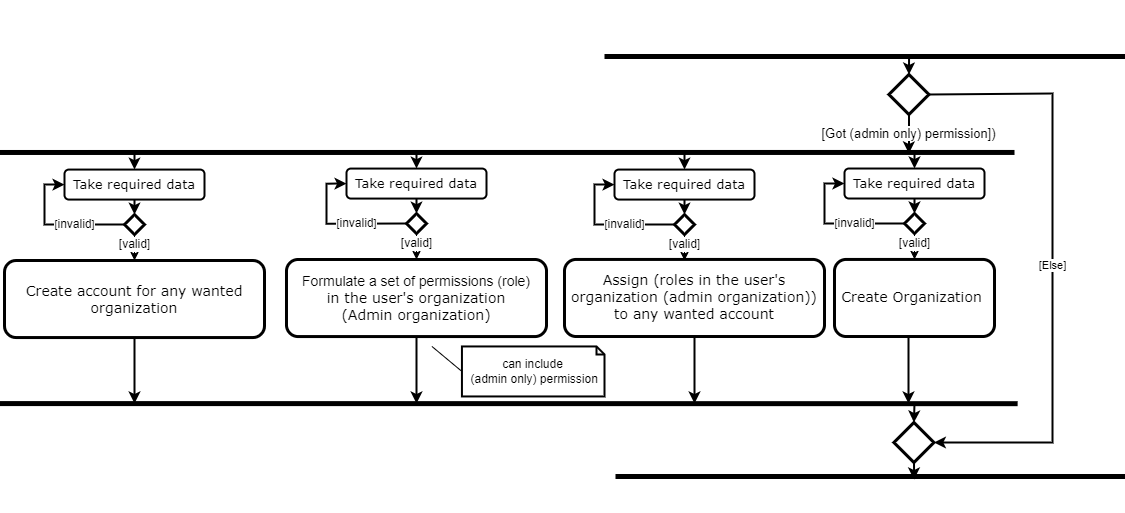 [Got (admin only) permission])
Take required data
[invalid]
[valid]
Create account for any wanted
organization
Take required data
[invalid]
[valid]
Formulate a set of permissions (role)
in the user's organization
(Admin organization)
can include
(admin only) permission
Take required data
[invalid]
[valid]
Assign (roles in the user's
organization (admin organization))
to any wanted account
Take required data
[invalid]
[valid]
Create Organization
[Else]